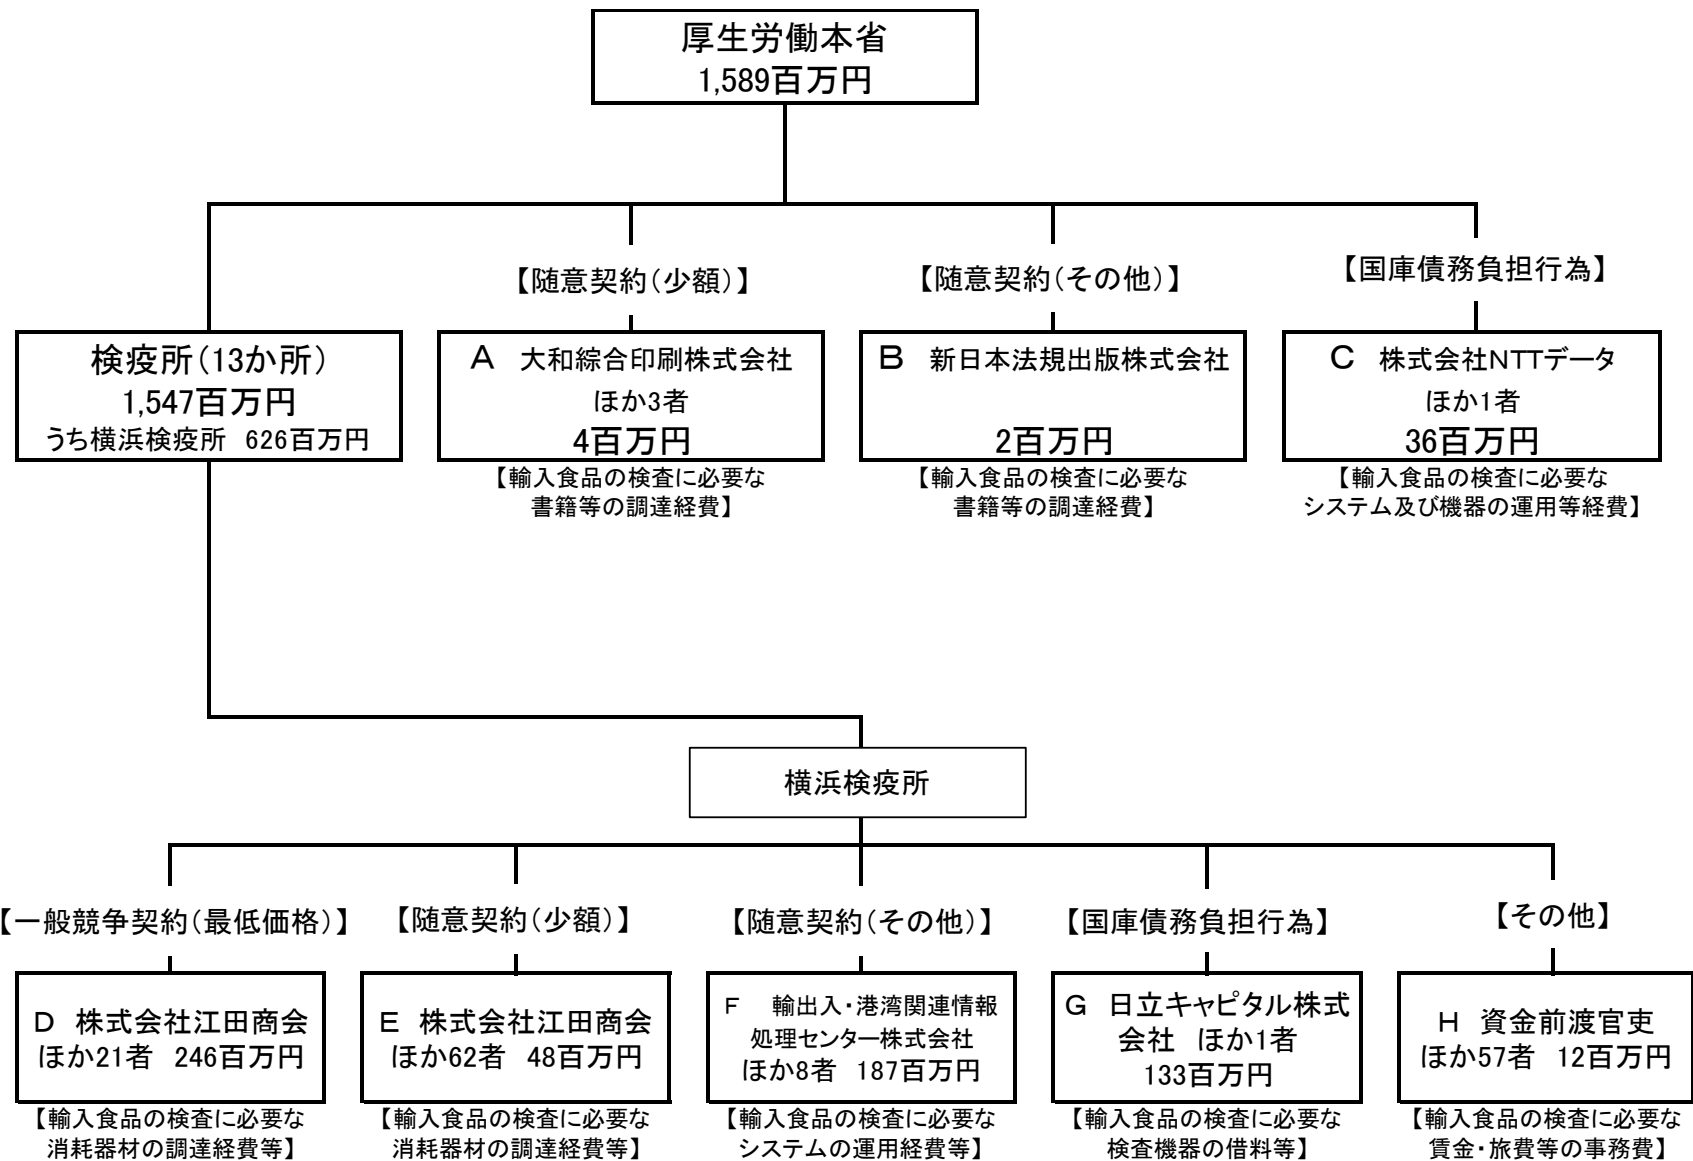 厚生労働本省
1,589百万円
【随意契約(少額)】
【随意契約(その他)】
【国庫債務負担行為】
検疫所(13か所)
1,547百万円
うち横浜検疫所 626百万円
A 大和綜合印刷株式会社
ほか3者
4百万円
【輸入食品の検査に必要な
書籍等の調達経費】
B 新日本法規出版株式会社
2百万円
【輸入食品の検査に必要な
書籍等の調達経費】
C 株式会社NTTデータ
ほか1者
36百万円
【輸入食品の検査に必要な
システム及び機器の運用等経費】
横浜検疫所
【一般競争契約(最低価格)】
【随意契約(少額)】
【随意契約(その他)】
【国庫債務負担行為】
【その他】
D 株式会社江田商会
ほか21者 246百万円
【輸入食品の検査に必要な
消耗器材の調達経費等】
E 株式会社江田商会
ほか62者 48百万円
【輸入食品の検査に必要な
消耗器材の調達経費等】
F 輸出入・港湾関連情報
処理センター株式会社
ほか8者 187百万円
【輸入食品の検査に必要な
システムの運用経費等】
G 日立キャピタル株式
会社 ほか1者
133百万円
【輸入食品の検査に必要な
検査機器の借料等】
H 資金前渡官吏
ほか57者 12百万円
【輸入食品の検査に必要な
賃金・旅費等の事務費】